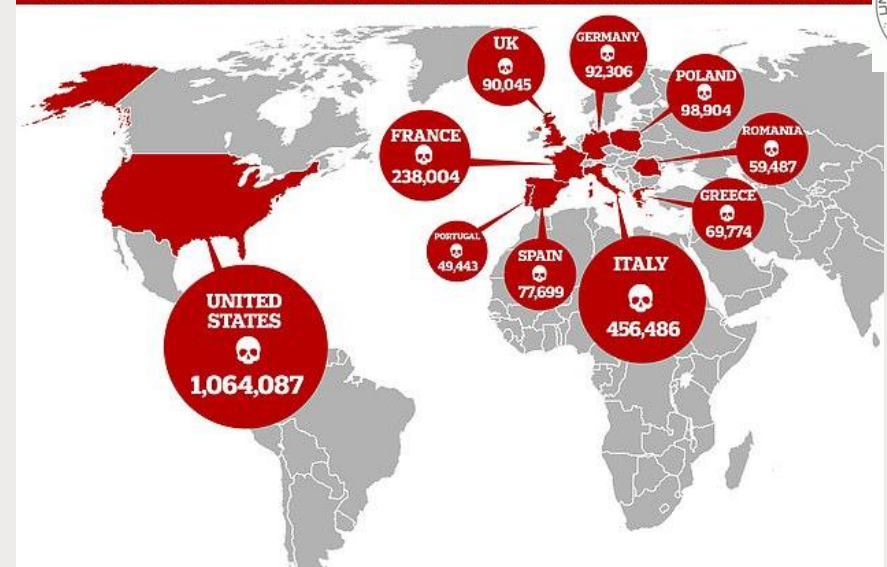 UK
90,045
GERMANY
92,306
POLAND
98,904
FRANCE
238,004
ROMANIA
59,487
GREECE
69,774
PORTUGAL
49,443
SPAIN
77,699
ITALY
456,486
UNITED
STATES
1,064,087